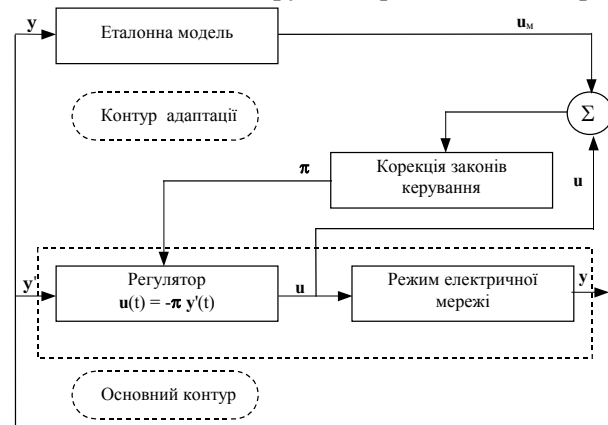 y
Еталонна модель
uм
Контур адаптації
Σ
Корекція законів
керування
π
u
y'
Регулятор
u(t) = -π y'(t)
u
Режим електричної
мережі
y
Основний контур